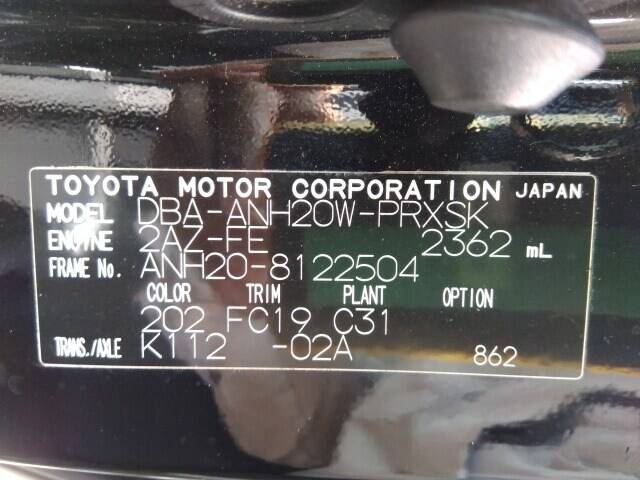 TOYOTA MOTOR CORPORATION JAPAN
MODEL DBA-ANH20W-PRXSK
ENGINE 2AZ-FE 2362 mL
FRAME No. ANH20-8122504
COLOR TRIM PLANT OPTION
202 FC19 C31
TRANS./AXLE K112 -02A 862